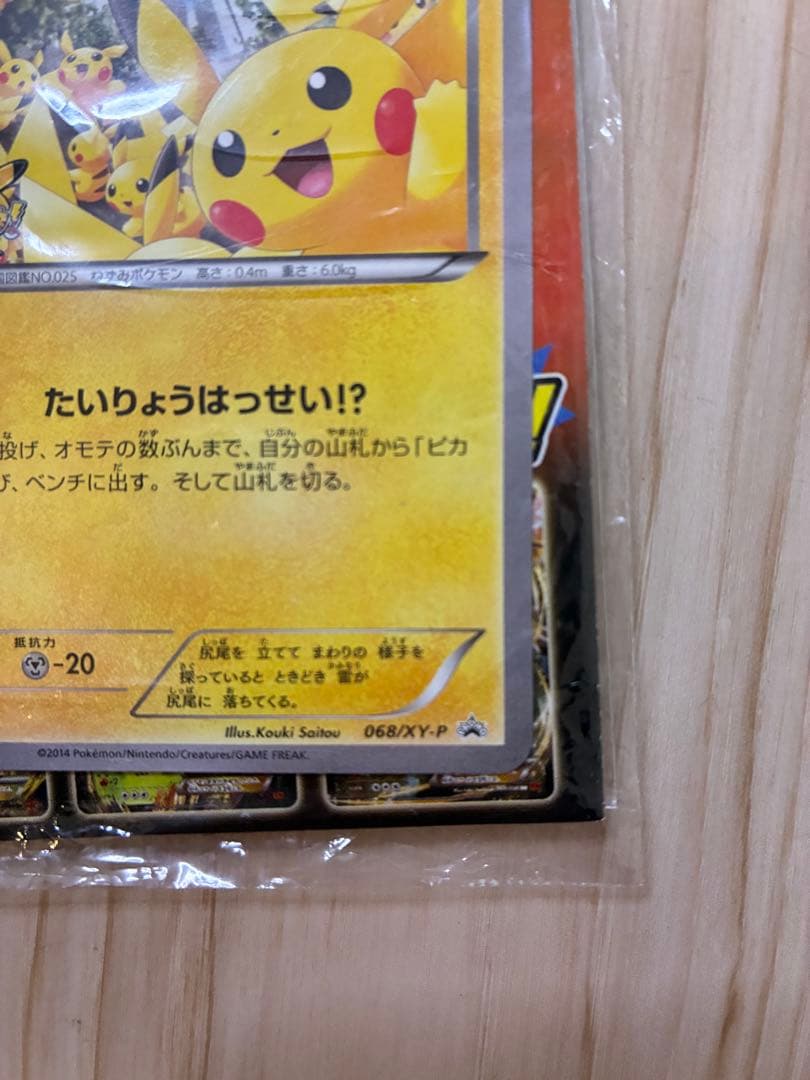 図鑑NO.025 ねずみポケモン 高さ:0.4m 重さ:6.0kg
たいりょうはっせい!?
投げ、オモテの数ぶんまで、自分の山札から「ピカ
び、ベンチに出す。そして山札を切る。
抵抗力
-20
尻尾を 立てて まわりの 様子を
探っていると ときどき 雷が
尻尾に 落ちてくる。
Illus.Kouki Saitou 068/XY-P
©2014 Pokémon/Nintendo/Creatures/GAME FREAK.